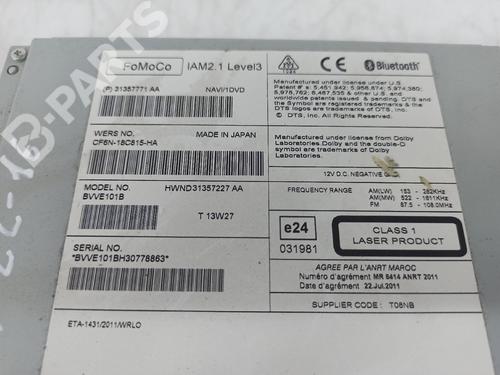 FoMoCo IAM2.1 Level3
(P) 31357771 AA NAVI/1DVD
WERS NO. MADE IN JAPAN
CF6N-18C815-HA
MODEL NO. HWND31357227 AA
BVVE101B
T 13W27
SERIAL NO.
*BVVE101BH30778863*
ETA-1431/2011/WRLO
CE Bluetooth
Manufactured under license under U.S.
Patent #'s: 5,451,942; 5,956,674; 5,974,380;
5,978,762; 6,487,535 & other U.S. and
worldwide patents issued & pending. DTS
and the Symbol are registered trademarks &
the DTS Logos are trademarks of DTS, Inc.
© DTS, Inc. All Rights Reserved.
Manufactured under license from Dolby
Laboratories. Dolby and the double-D
symbol are trademarks of Dolby
Laboratories.
12V D.C. NEGATIVE
FREQUENCY RANGE AM(LW) 153 - 282KHz
AM(MW) 522 - 1611KHz
FM 87.5 - 108.0MHz
e24
031981
CLASS 1
LASER PRODUCT
AGREE PAR L'ANRT MAROC
Numéro d'agrément: MR 6414 ANRT 2011
Date d'agrément: 22.Jul.2011
SUPPLIER CODE : T06NB
B-PARTS